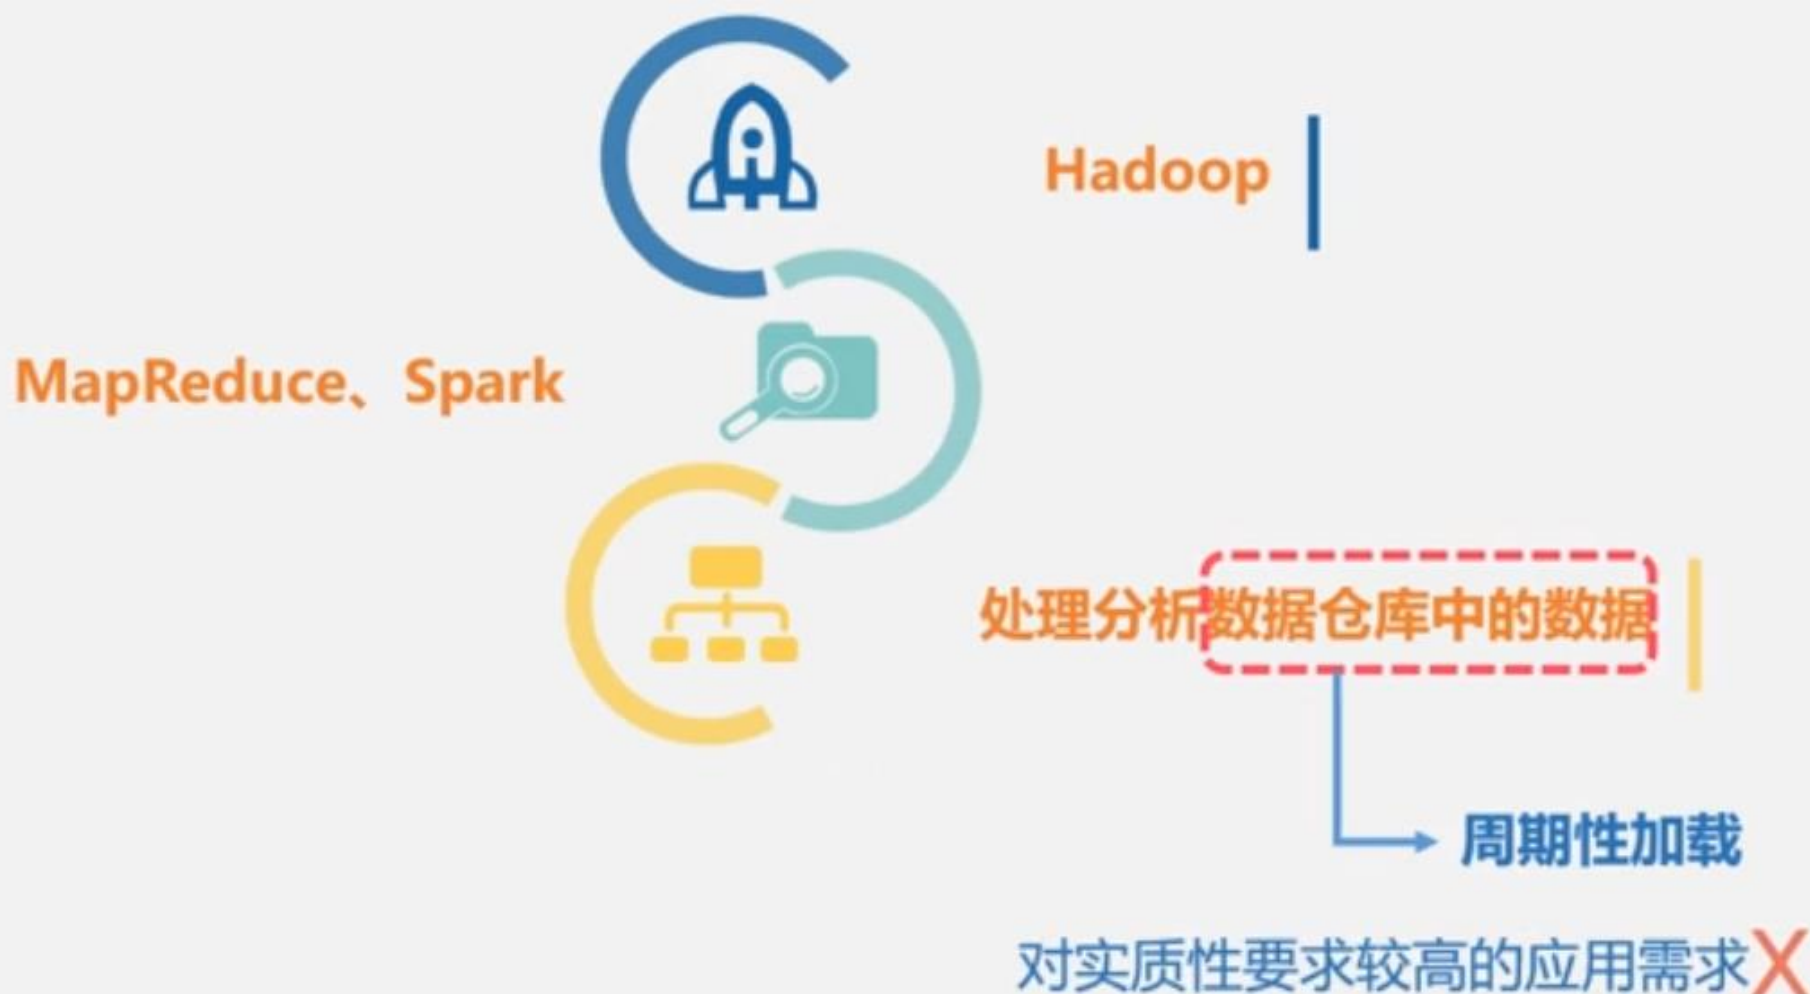 Hadoop
MapReduce、Spark
处理分析数据仓库中的数据
周期性加载
对实质性要求较高的应用需求X